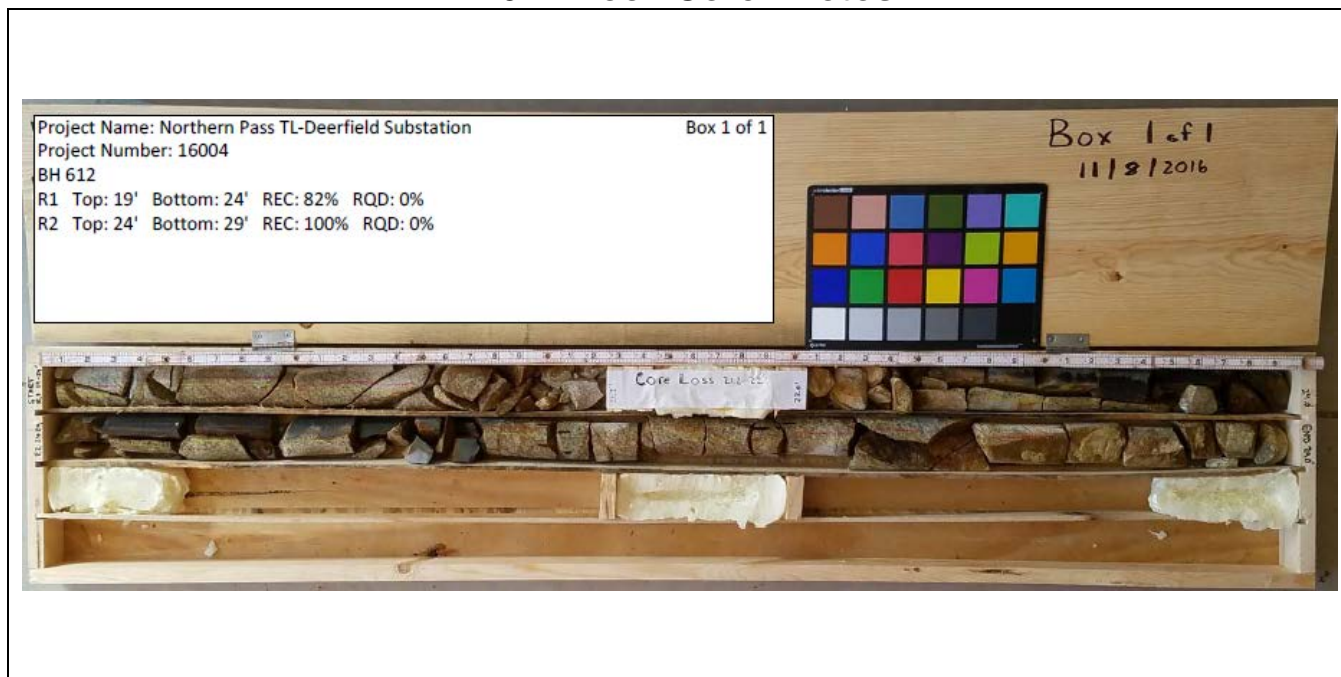 Project Name: Northern Pass TL-Deerfield Substation
Box 1 of 1
Project Number: 16004
BH 612
R1 Top: 19' Bottom: 24' REC: 82% RQD: 0%
R2 Top: 24' Bottom: 29' REC: 100% RQD: 0%
Box 1 of 1
11/8/2016
Core Loss